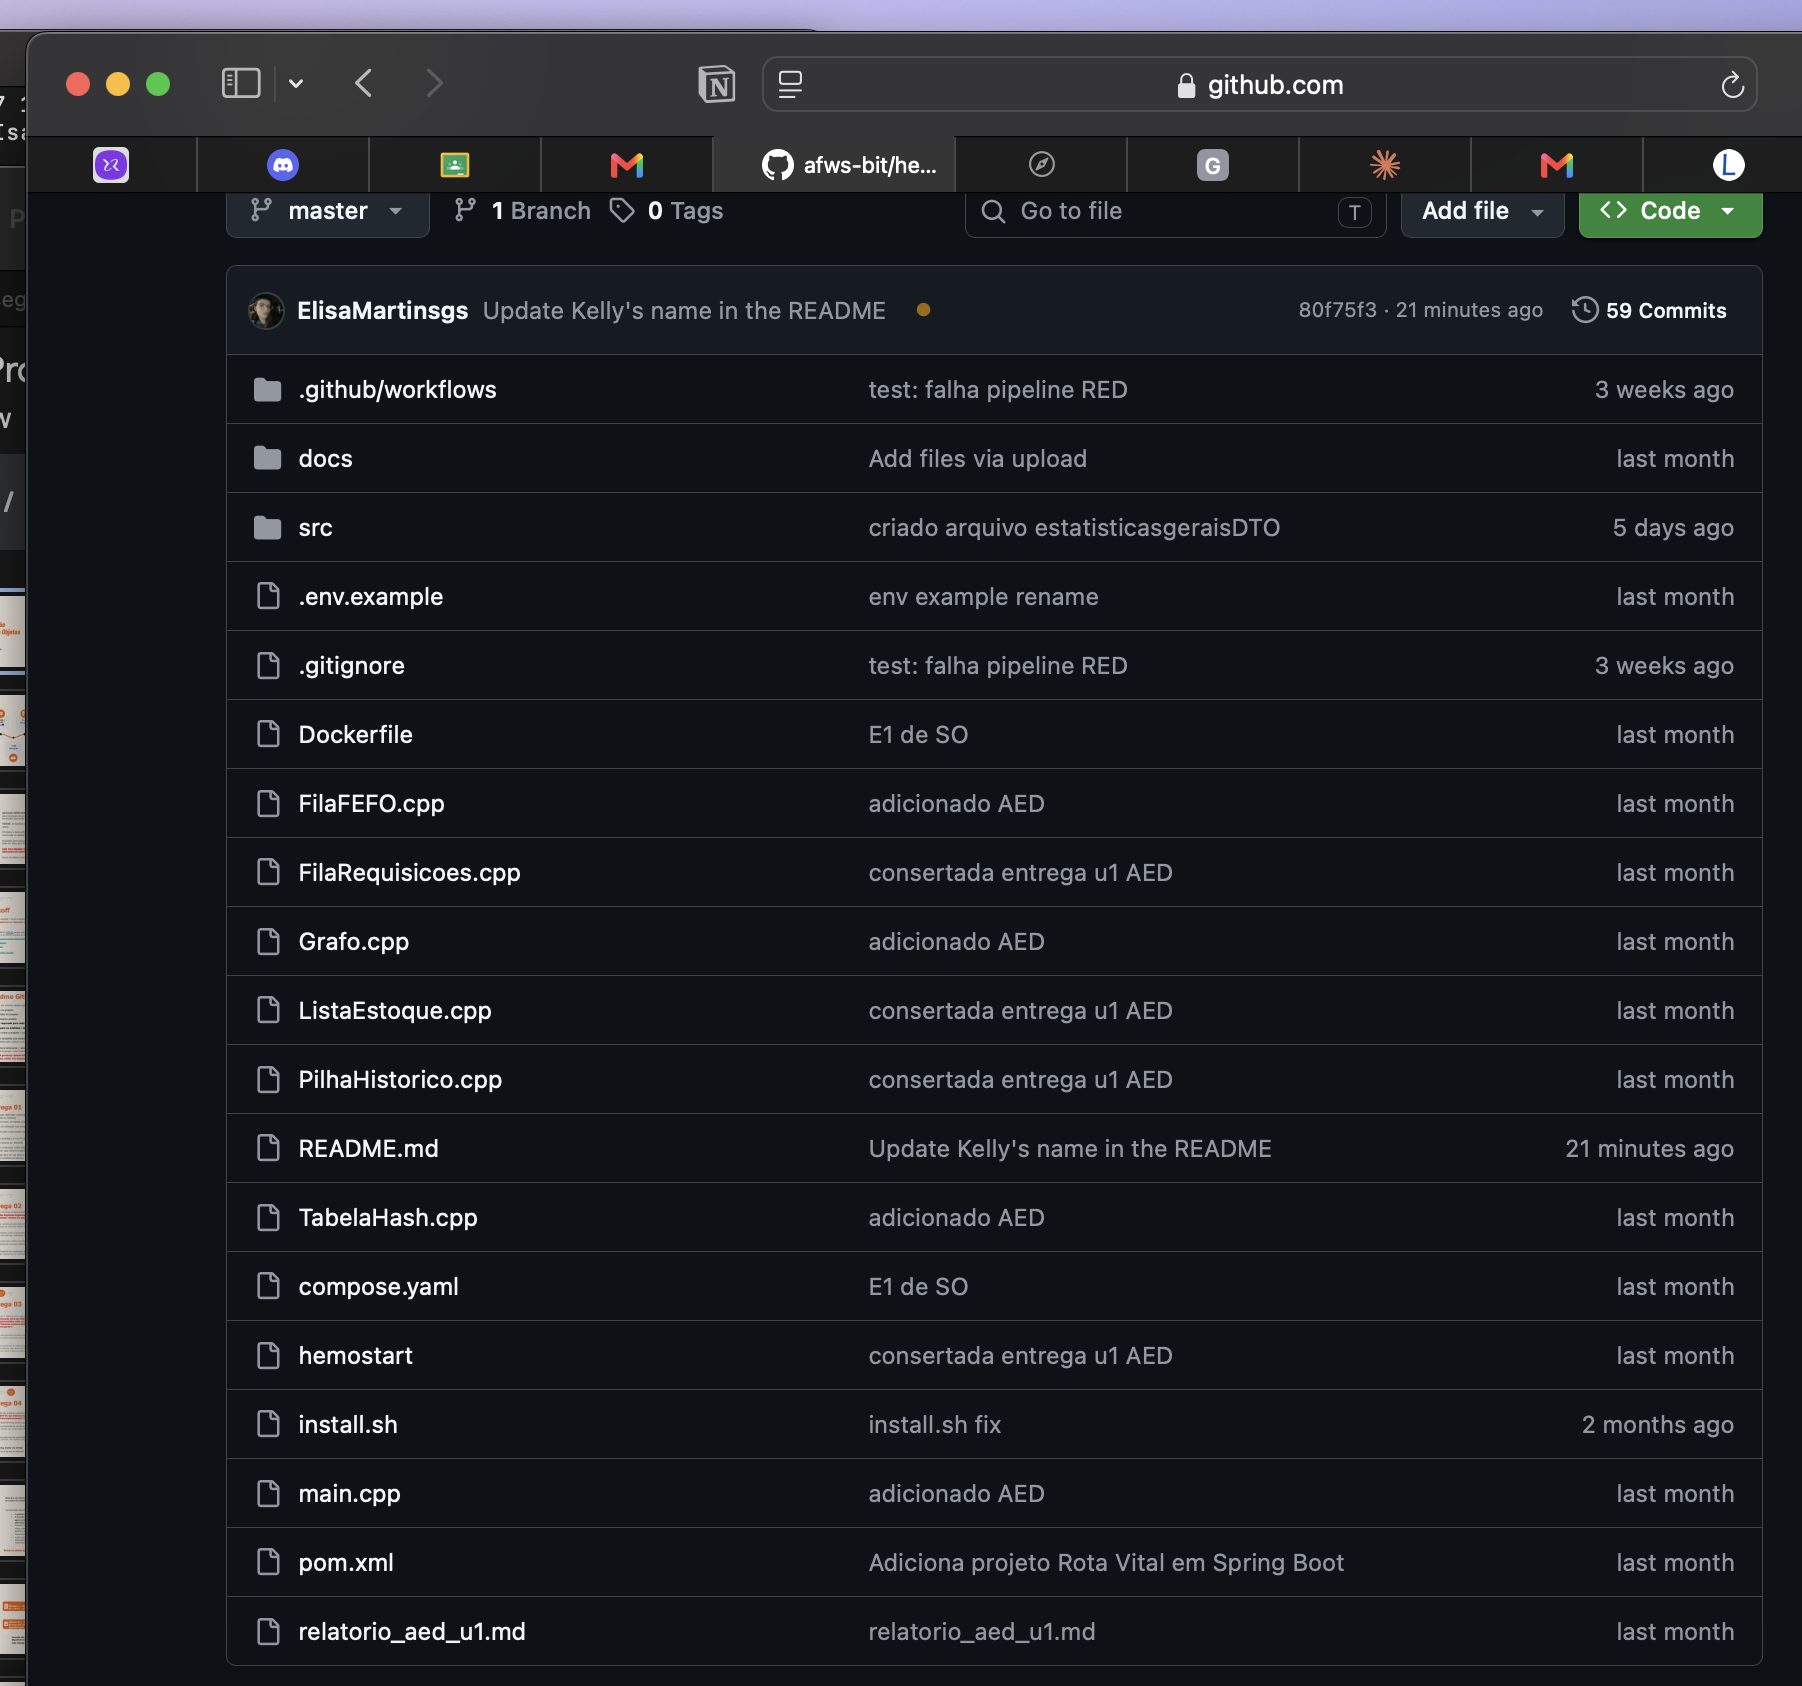 github.com
afws-bit/he...
G
L
master
1 Branch
0 Tags
Go to file
T
Add file
Code
ElisaMartinsgs Update Kelly's name in the README
80f75f3 · 21 minutes ago
59 Commits
.github/workflows test: falha pipeline RED 3 weeks ago
docs Add files via upload last month
src criado arquivo estatisticasgeraisDTO 5 days ago
.env.example env example rename last month
.gitignore test: falha pipeline RED 3 weeks ago
Dockerfile E1 de SO last month
FilaFEFO.cpp adicionado AED last month
FilaRequisicoes.cpp consertada entrega u1 AED last month
Grafo.cpp adicionado AED last month
ListaEstoque.cpp consertada entrega u1 AED last month
PilhaHistorico.cpp consertada entrega u1 AED last month
README.md Update Kelly's name in the README 21 minutes ago
TabelaHash.cpp adicionado AED last month
compose.yaml E1 de SO last month
hemostart consertada entrega u1 AED last month
install.sh install.sh fix 2 months ago
main.cpp adicionado AED last month
pom.xml Adiciona projeto Rota Vital em Spring Boot last month
relatorio_aed_u1.md relatorio_aed_u1.md last month